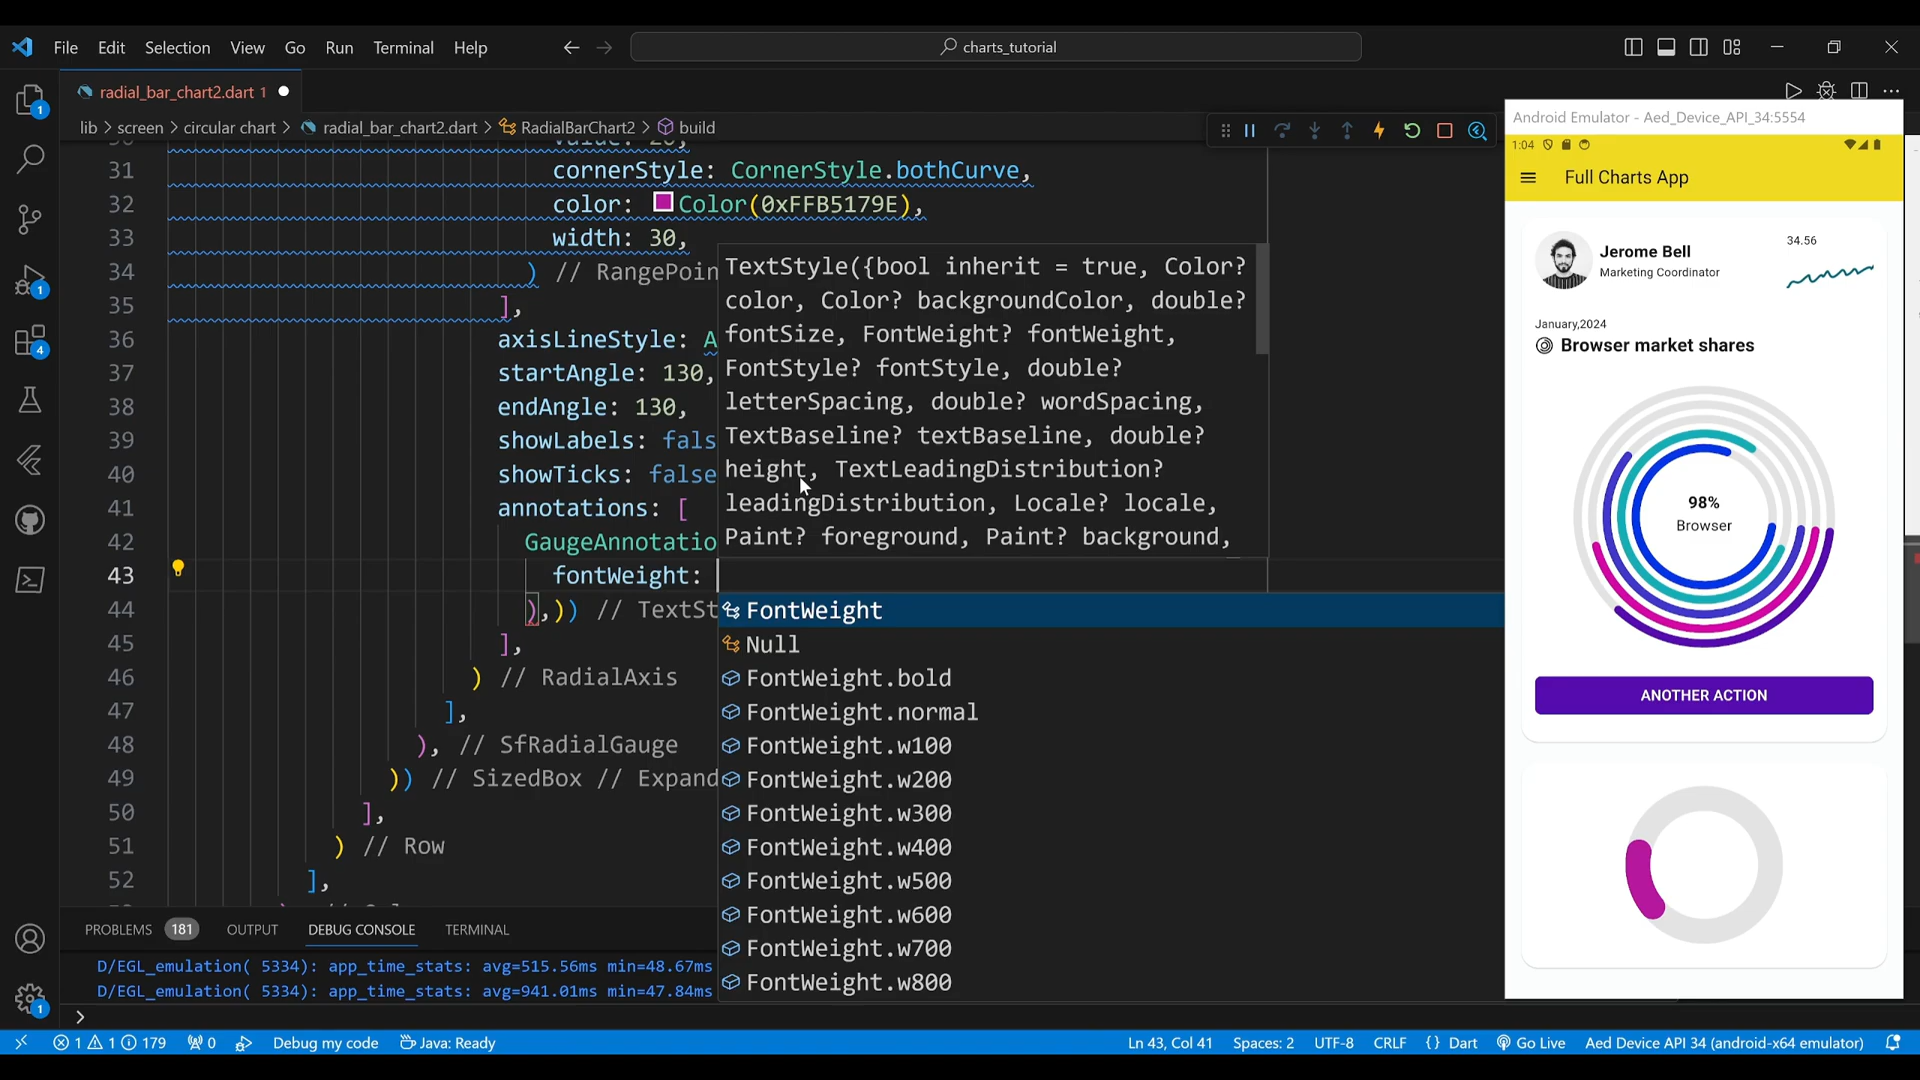 File Edit Selection View Go Run Terminal Help
charts_tutorial
radial_bar_chart2.dart 1
lib > screen > circular chart > radial_bar_chart2.dart > RadialBarChart2 > build
31 cornerStyle: CornerStyle.bothCurve,
32 color: Color(0xFFB5179E),
33 width: 30,
34 ) // RangePoin
35 ],
36 axisLineStyle: A
37 startAngle: 130,
38 endAngle: 130,
39 showLabels: fals
40 showTicks: false
41 annotations: [
42 GaugeAnnotatio
43 fontWeight:
44 ),)) // TextSt
45 ],
46 ) // RadialAxis
47 ],
48 ), // SfRadialGauge
49 )) // SizedBox // Expand
50 ],
51 ) // Row
52 ],
TextStyle({bool inherit = true, Color?
color, Color? backgroundColor, double?
fontSize, FontWeight? fontWeight,
FontStyle? fontStyle, double?
letterSpacing, double? wordSpacing,
TextBaseline? textBaseline, double?
height, TextLeadingDistribution?
leadingDistribution, Locale? locale,
Paint? foreground, Paint? background,
FontWeight
Null
FontWeight.bold
FontWeight.normal
FontWeight.w100
FontWeight.w200
FontWeight.w300
FontWeight.w400
FontWeight.w500
FontWeight.w600
FontWeight.w700
FontWeight.w800
PROBLEMS 181 OUTPUT DEBUG CONSOLE TERMINAL
D/EGL_emulation( 5334): app_time_stats: avg=515.56ms min=48.67ms
D/EGL_emulation( 5334): app_time_stats: avg=941.01ms min=47.84ms
1 1 179 0 Debug my code Java: Ready
Ln 43, Col 41 Spaces: 2 UTF-8 CRLF {} Dart Go Live Aed Device API 34 (android-x64 emulator)
1
1
4
1
Android Emulator - Aed_Device_API_34:5554
1:04
Full Charts App
Jerome Bell
Marketing Coordinator
34.56
January,2024
Browser market shares
98%
Browser
ANOTHER ACTION